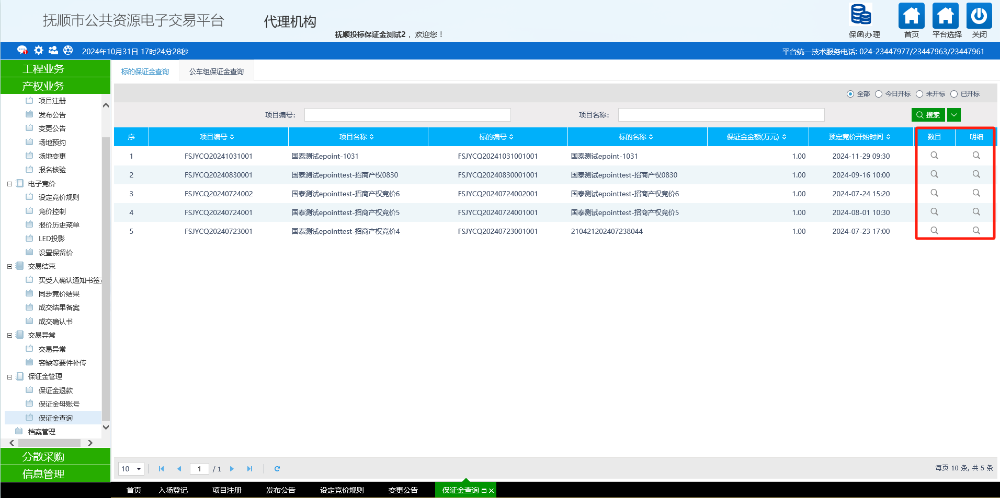 抚顺市公共资源电子交易平台
代理机构
抚顺投标保证金测试2 ，欢迎您！
保函办理
首页
平台选择
关闭
2024年10月31日 17时24分28秒
平台统一技术服务电话: 024-23447977/23447963/23447961
工程业务
产权业务
项目注册
发布公告
变更公告
场地预约
场地变更
报名核验
电子竞价
设定竞价规则
竞价控制
报价历史菜单
LED投影
设置保留价
交易结束
买受人确认通知书签
同步竞价结果
成交结果备案
成交确认书
交易异常
交易异常
容缺等要件补传
保证金管理
保证金退款
保证金母账号
保证金查询
档案管理
分散采购
信息管理
标的保证金查询 公车组保证金查询
全部 今日开标 未开标 已开标
项目编号： 项目名称： 搜索
序 项目编号 项目名称 标的编号 标的名称 保证金金额(万元) 预定竞价开始时间 数目 明细
1 FSJYCQ20241031001 国泰测试epoint-1031 FSJYCQ20241031001001 国泰测试epoint-1031 1.00 2024-11-29 09:30
2 FSJYCQ20240830001 国泰测试epointtest-招商产权0830 FSJYCQ20240830001001 国泰测试epointtest-招商产权0830 1.00 2024-09-16 10:00
3 FSJYCQ20240724002 国泰测试epointtest-招商产权竞价6 FSJYCQ20240724002001 国泰测试epointtest-招商产权竞价6 1.00 2024-07-24 15:20
4 FSJYCQ20240724001 国泰测试epointtest-招商产权竞价5 FSJYCQ20240724001001 国泰测试epointtest-招商产权竞价5 1.00 2024-08-01 10:30
5 FSJYCQ20240723001 国泰测试epointtest-招商产权竞价4 FSJYCQ20240723001001 210421202407238044 1.00 2024-07-23 17:00
10 1 / 1 每页 10 条, 共 5 条
首页 入场登记 项目注册 发布公告 设定竞价规则 变更公告 保证金查询